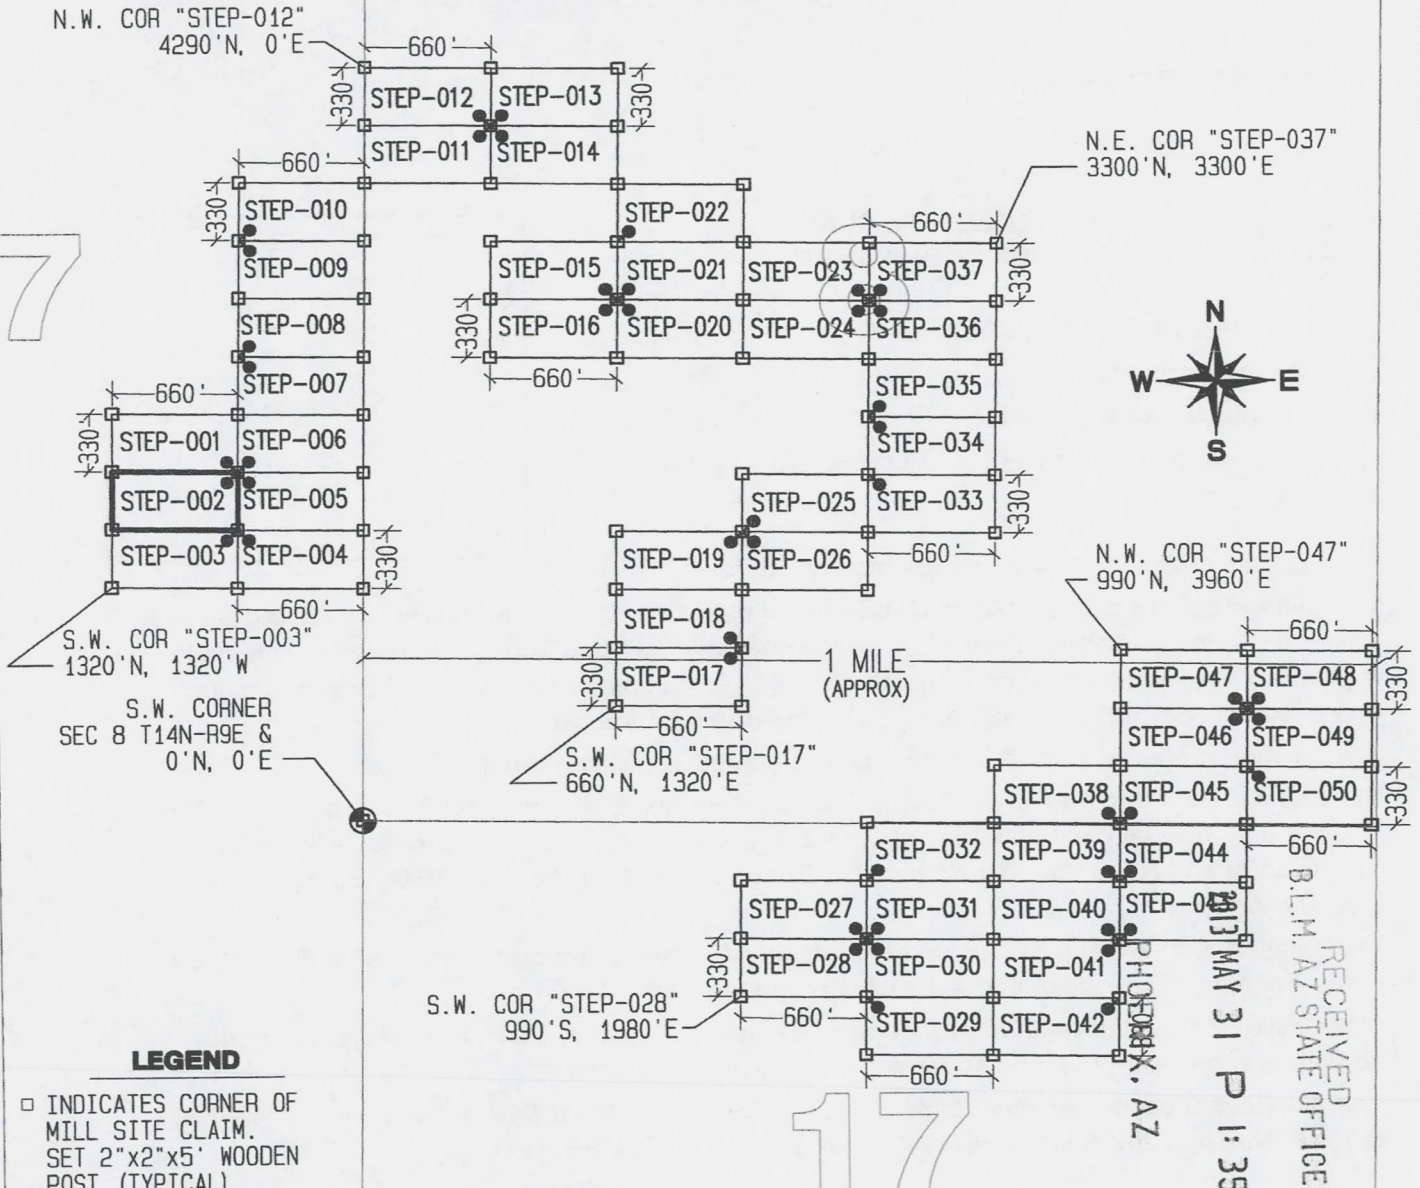 N.W. COR "STEP-012"
4290'N, 0'E
660'
330
330
STEP-012
STEP-013
STEP-011
STEP-014
N.E. COR "STEP-037"
3300'N, 3300'E
660'
330
STEP-010
STEP-022
660'
7
8
STEP-009
STEP-015
STEP-021
STEP-023
STEP-037
330
330
STEP-008
STEP-016
STEP-020
STEP-024
STEP-036
660'
N
W E
S
STEP-007
STEP-035
660'
330
STEP-001
STEP-006
STEP-034
STEP-002
STEP-005
STEP-025
STEP-033
330
STEP-003
STEP-004
330
STEP-019
STEP-026
660'
N.W. COR "STEP-047"
990'N, 3960'E
660'
STEP-018
S.W. COR "STEP-003"
1320'N, 1320'W
660'
1 MILE
(APPROX)
330
STEP-017
STEP-047
STEP-048
330
660'
S.W. CORNER
SEC 8 T14N-R9E &
0'N, 0'E
S.W. COR "STEP-017"
660'N, 1320'E
STEP-046
STEP-049
STEP-038
STEP-045
STEP-050
330
STEP-032
STEP-039
STEP-044
660'
STEP-027
STEP-031
STEP-040
330
STEP-028
STEP-030
STEP-041
S.W. COR "STEP-028"
990'S, 1980'E
660'
STEP-029
STEP-042
660'
17
RECEIVED
B.L.M. AZ STATE OFFICE
2013 MAY 31 P 1:35
PHOENIX, AZ
LEGEND
INDICATES CORNER OF
MILL SITE CLAIM.
SET 2"x2"x5' WOODEN
POST (TYPICAL)